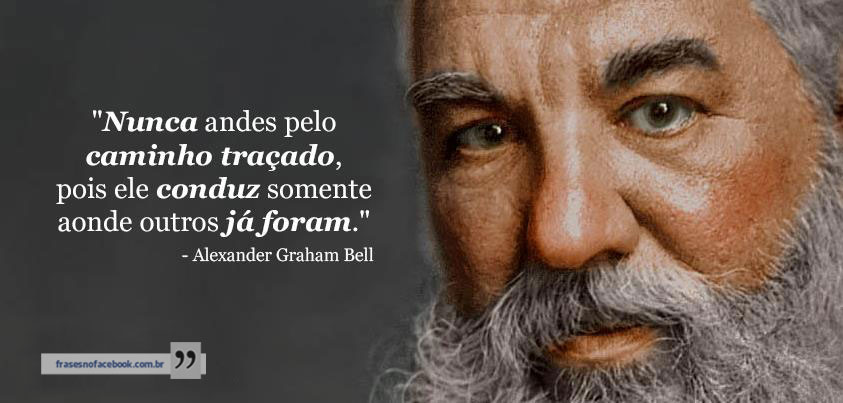 "Nunca andes pelo
caminho traçado,
pois ele conduz somente
aonde outros já foram."
- Alexander Graham Bell
frasesnofacebook.com.br